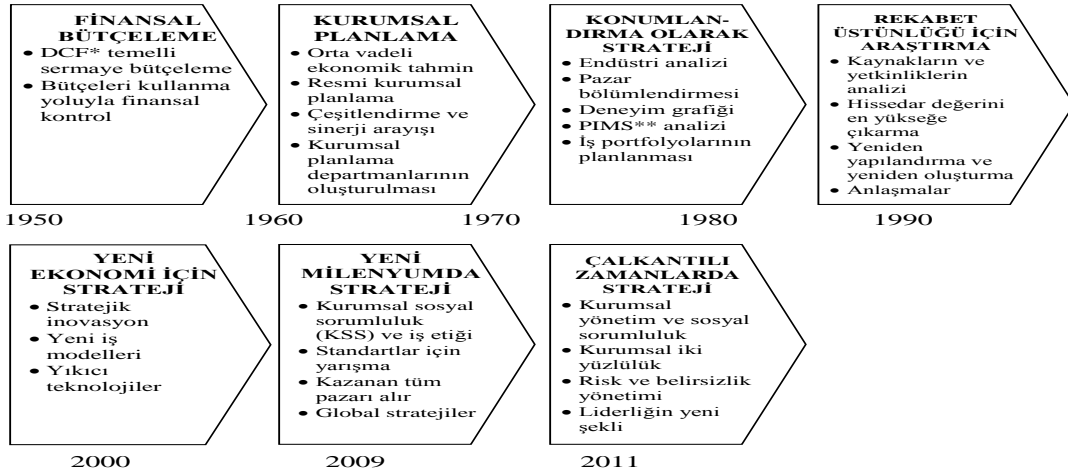 FİNANSAL
BÜTÇELEME
• DCF* temelli
sermaye bütçeleme
• Bütçeleri kullanma
yoluyla finansal
kontrol
KURUMSAL
PLANLAMA
• Orta vadeli
ekonomik tahmin
• Resmi kurumsal
planlama
• Çeşitlendirme ve
sinerji arayışı
• Kurumsal
planlama
departmanlarının
oluşturulması
KONUMLAN-
DIRMA OLARAK
STRATEJİ
• Endüstri analizi
• Pazar
bölümlendirmesi
• Deneyim grafiği
• PIMS** analizi
• İş portfolyolarının
planlanması
REKABET
ÜSTÜNLÜĞÜ İÇİN
ARAŞTIRMA
• Kaynakların ve
yetkinliklerin
analizi
• Hissedar değerini
en yükseğe
çıkarma
• Yeniden
yapılandırma ve
yeniden oluşturma
• Anlaşmalar
1950 1960 1970 1980 1990
YENİ
EKONOMİ İÇİN
STRATEJİ
• Stratejik
inovasyon
• Yeni iş
modelleri
• Yıkıcı
teknolojiler
YENİ
MİLENYUMDA
STRATEJİ
• Kurumsal sosyal
sorumluluk
(KSS) ve iş etiği
• Standartlar için
yarışma
• Kazanan tüm
pazarı alır
• Global stratejiler
ÇALKANTILI
ZAMANLARDA
STRATEJİ
• Kurumsal
yönetim ve sosyal
sorumluluk
• Kurumsal iki
yüzlülük
• Risk ve belirsizlik
yönetimi
• Liderliğin yeni
şekli
2000 2009 2011